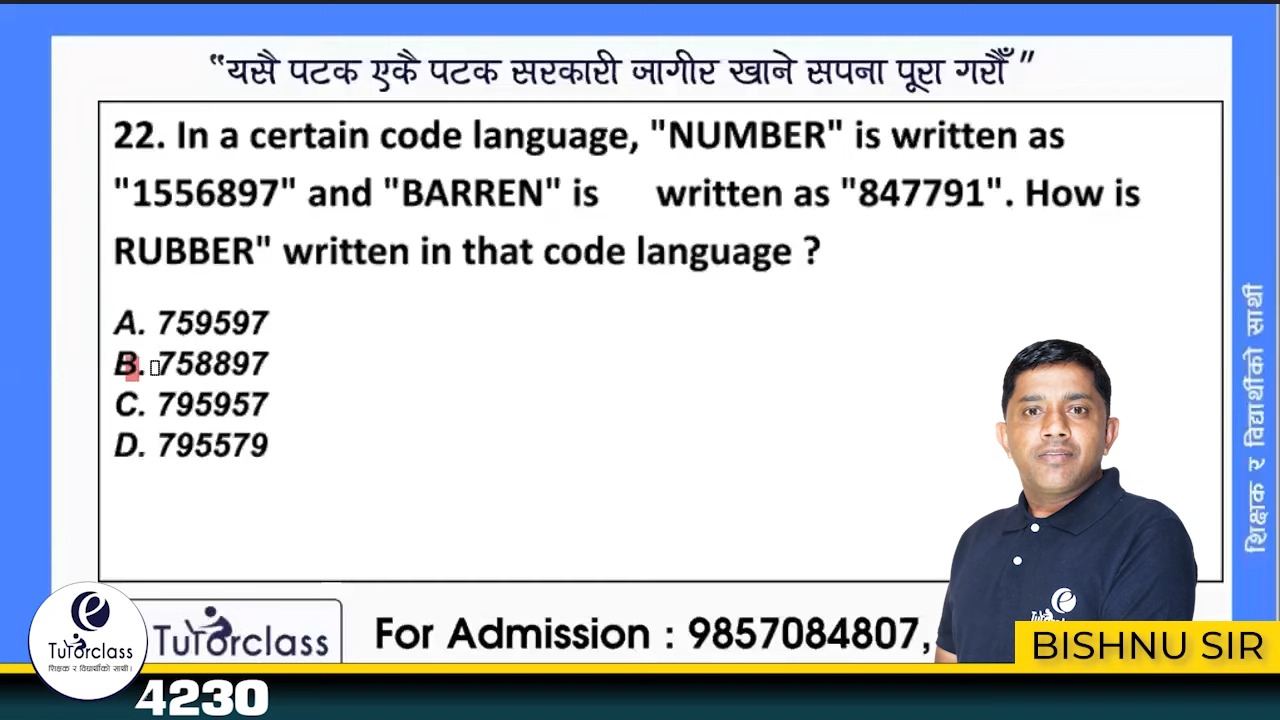 “यसै पटक एकै पटक सरकारी जागीर खाने सपना पूरा गरौँ”
22. In a certain code language, "NUMBER" is written as
"1556897" and "BARREN" is written as "847791". How is
RUBBER" written in that code language ?
A. 759597
B. 758897
C. 795957
D. 795579
शिक्षक र विद्यार्थीको साथी
Tutorclass
For Admission : 9857084807,
BISHNU SIR
Tutorclass
शिक्षक र विद्यार्थीको साथी।
4230